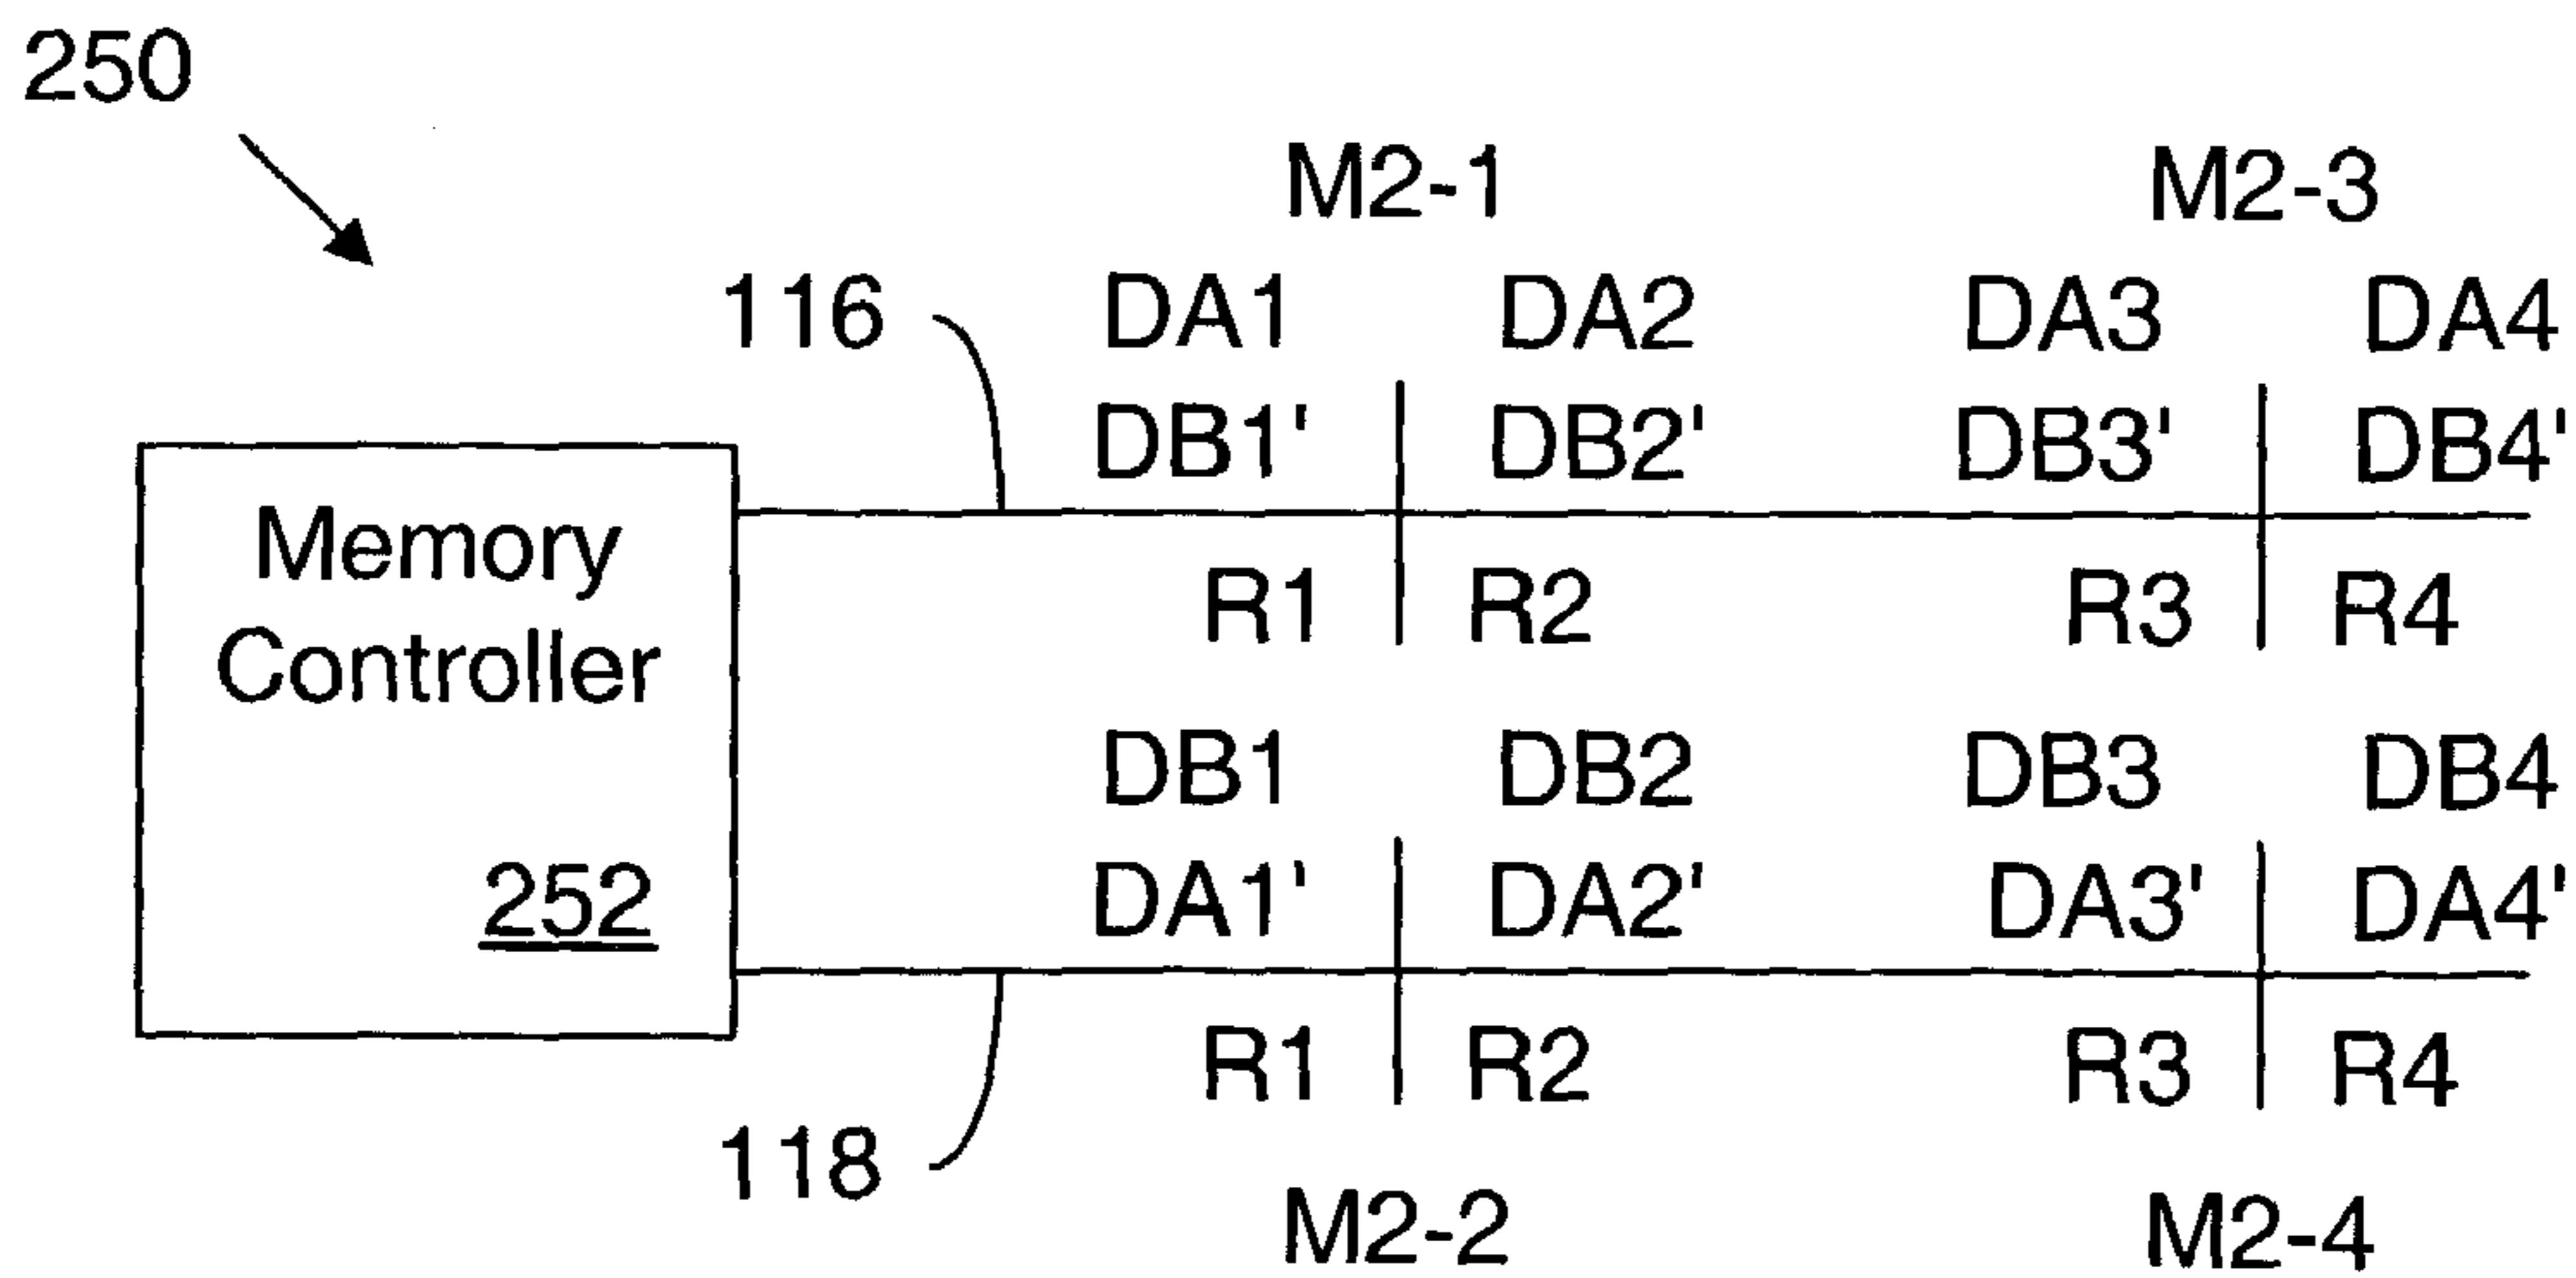 250
M2-1 M2-3
116 DA1 DA2 DA3 DA4
DB1' DB2' DB3' DB4'
Memory
Controller
252
R1 R2 R3 R4
DB1 DB2 DB3 DB4
DA1' DA2' DA3' DA4'
R1 R2 R3 R4
118
M2-2 M2-4